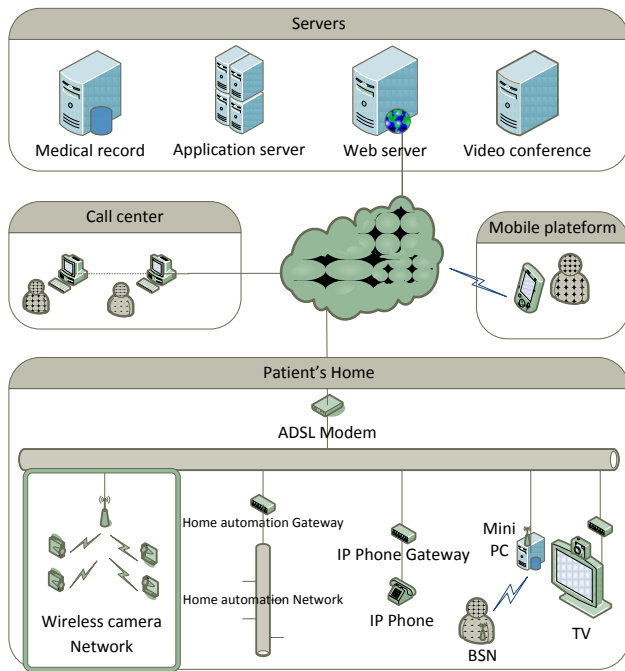 Servers
Medical record
Application server
Web server
Video conference
Call center
Mobile plateform
Patient's Home
ADSL Modem
Home automation Gateway
Home automation Network
IP Phone Gateway
IP Phone
Mini
PC
BSN
TV
Wireless camera
Network